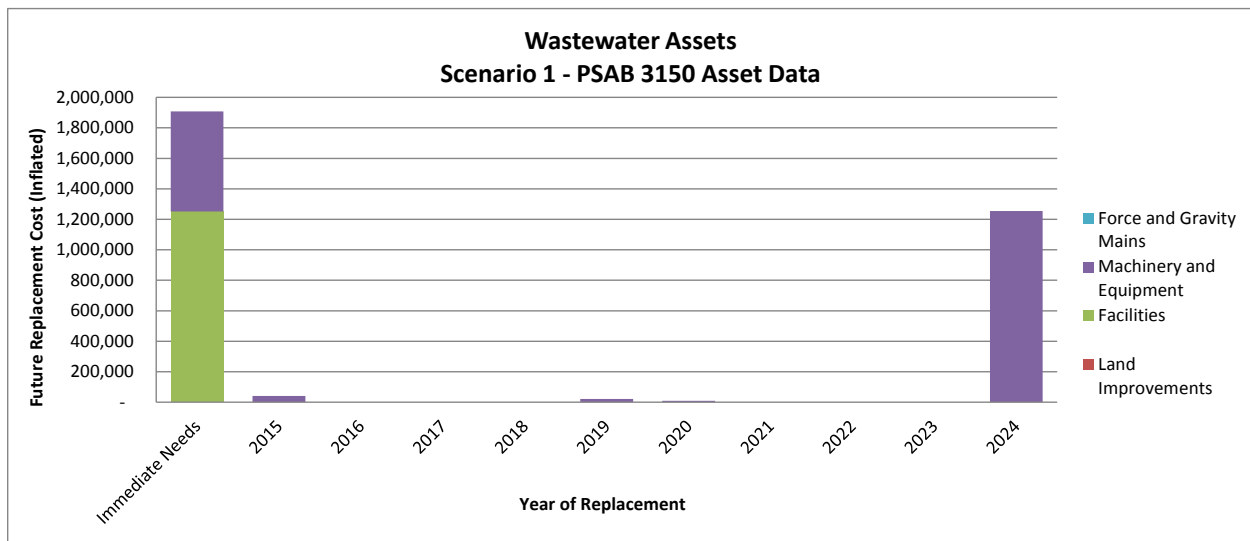 Wastewater Assets
Scenario 1 - PSAB 3150 Asset Data
Future Replacement Cost (Inflated)
2,000,000
1,800,000
1,600,000
1,400,000
1,200,000
1,000,000
800,000
600,000
400,000
200,000
-
Immediate Needs
2015
2016
2017
2018
2019
2020
2021
2022
2023
2024
Year of Replacement
Force and Gravity
Mains
Machinery and
Equipment
Facilities
Land
Improvements